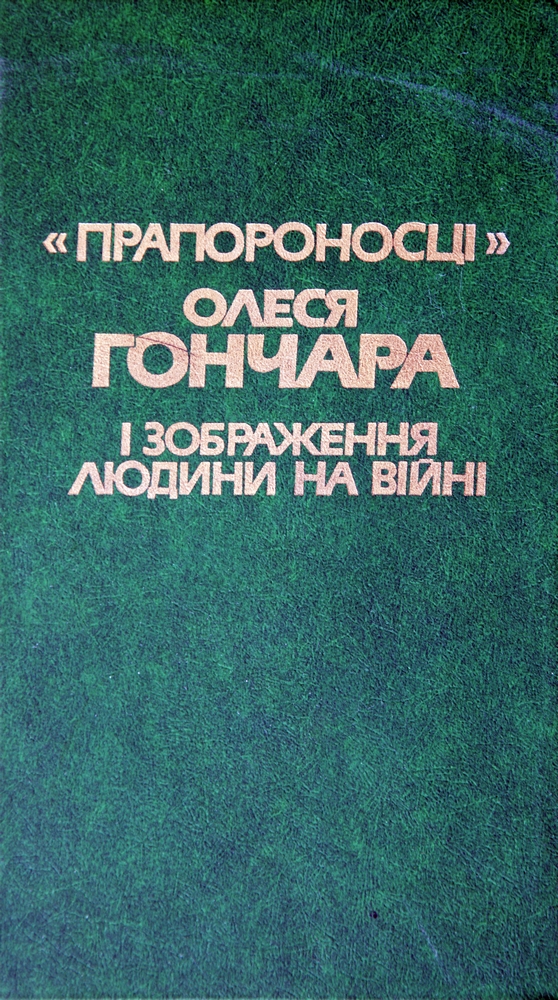 «ПРАПОРОНОСЦІ»
ОЛЕСЯ
ГОНЧАРА
І ЗОБРАЖЕННЯ
ЛЮДИНИ НА ВІЙНІ